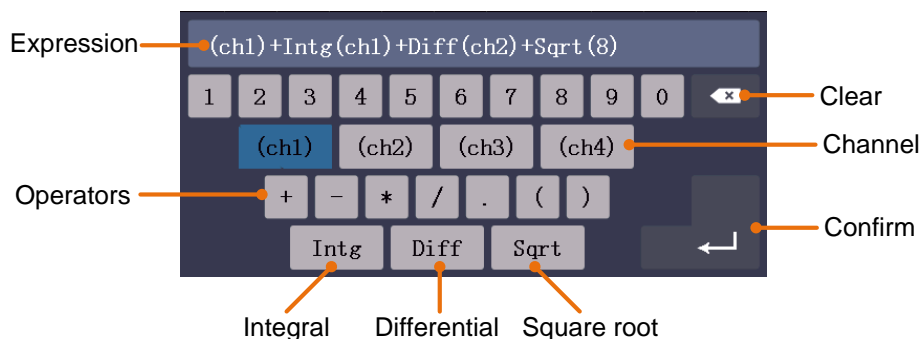 Expression (ch1)+Intg(ch1)+Diff(ch2)+Sqrt(8)
1 2 3 4 5 6 7 8 9 0 Clear
(ch1) (ch2) (ch3) (ch4) Channel
Operators + - * / . ( )
Confirm
Intg Diff Sqrt
Integral Differential Square root